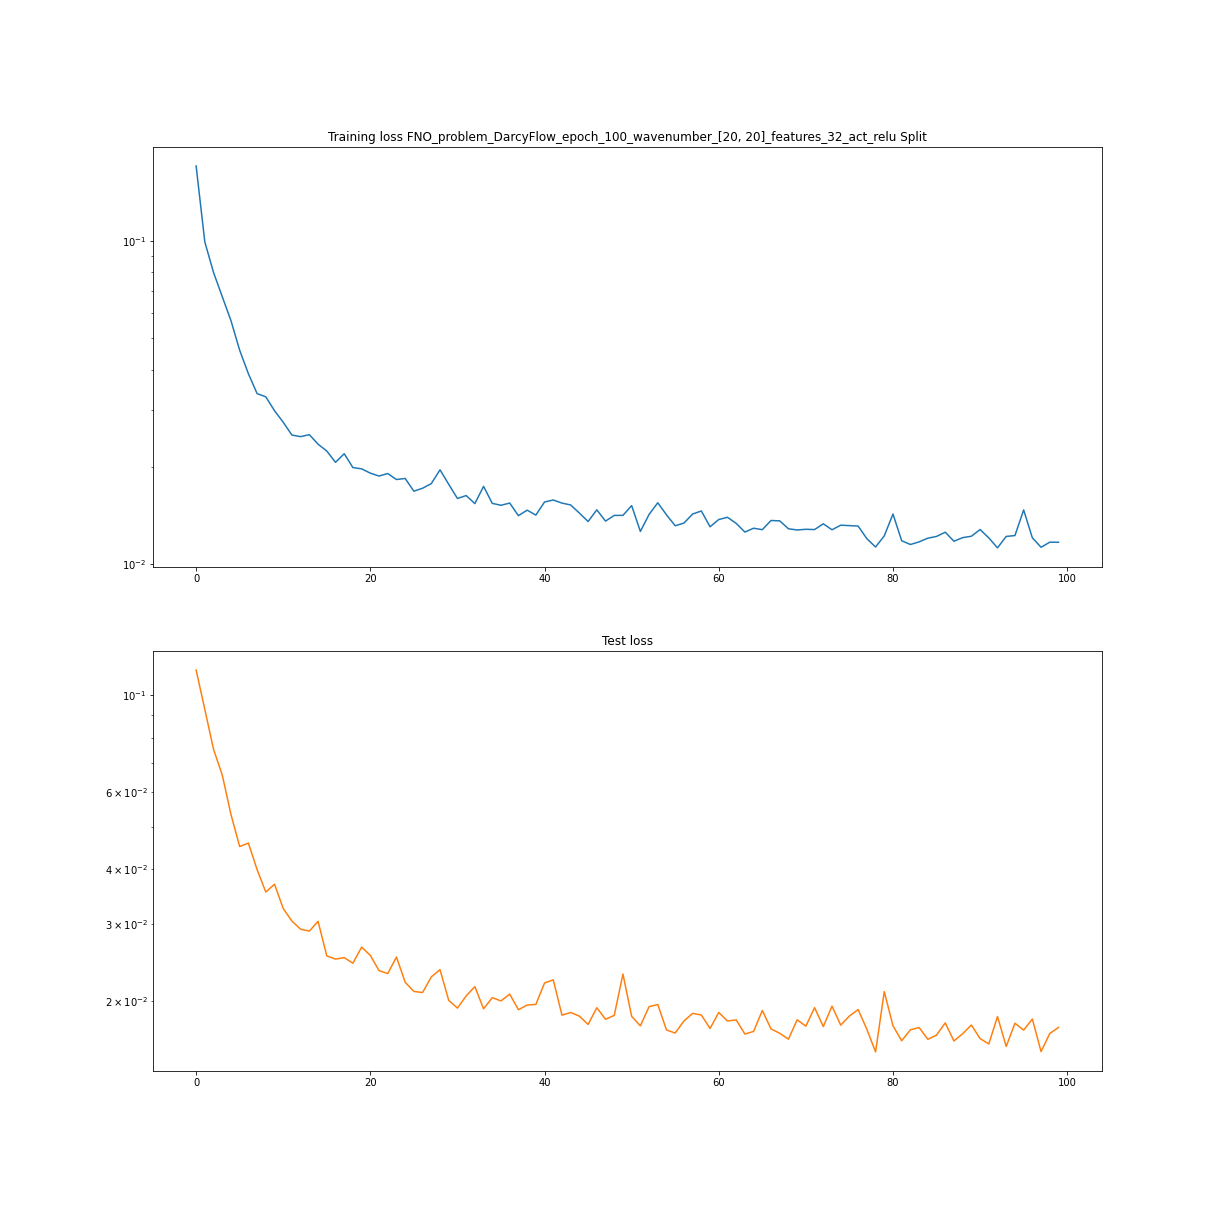 Training loss FNO_problem_DarcyFlow_epoch_100_wavenumber_[20, 20]_features_32_act_relu Split
10⁻¹
10⁻²
0 20 40 60 80 100
Test loss
10⁻¹
6 × 10⁻²
4 × 10⁻²
3 × 10⁻²
2 × 10⁻²
0 20 40 60 80 100